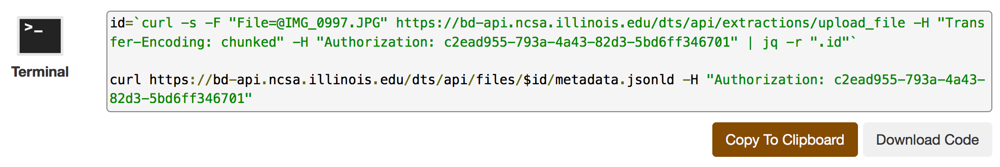 >_
Terminal
id=`curl -s -F "File=@IMG_0997.JPG" https://bd-api.ncsa.illinois.edu/dts/api/extractions/upload_file -H "Trans
fer-Encoding: chunked" -H "Authorization: c2ead955-793a-4a43-82d3-5bd6ff346701" | jq -r ".id"`
curl https://bd-api.ncsa.illinois.edu/dts/api/files/$id/metadata.jsonld -H "Authorization: c2ead955-793a-4a43-
82d3-5bd6ff346701"
Copy To Clipboard
Download Code